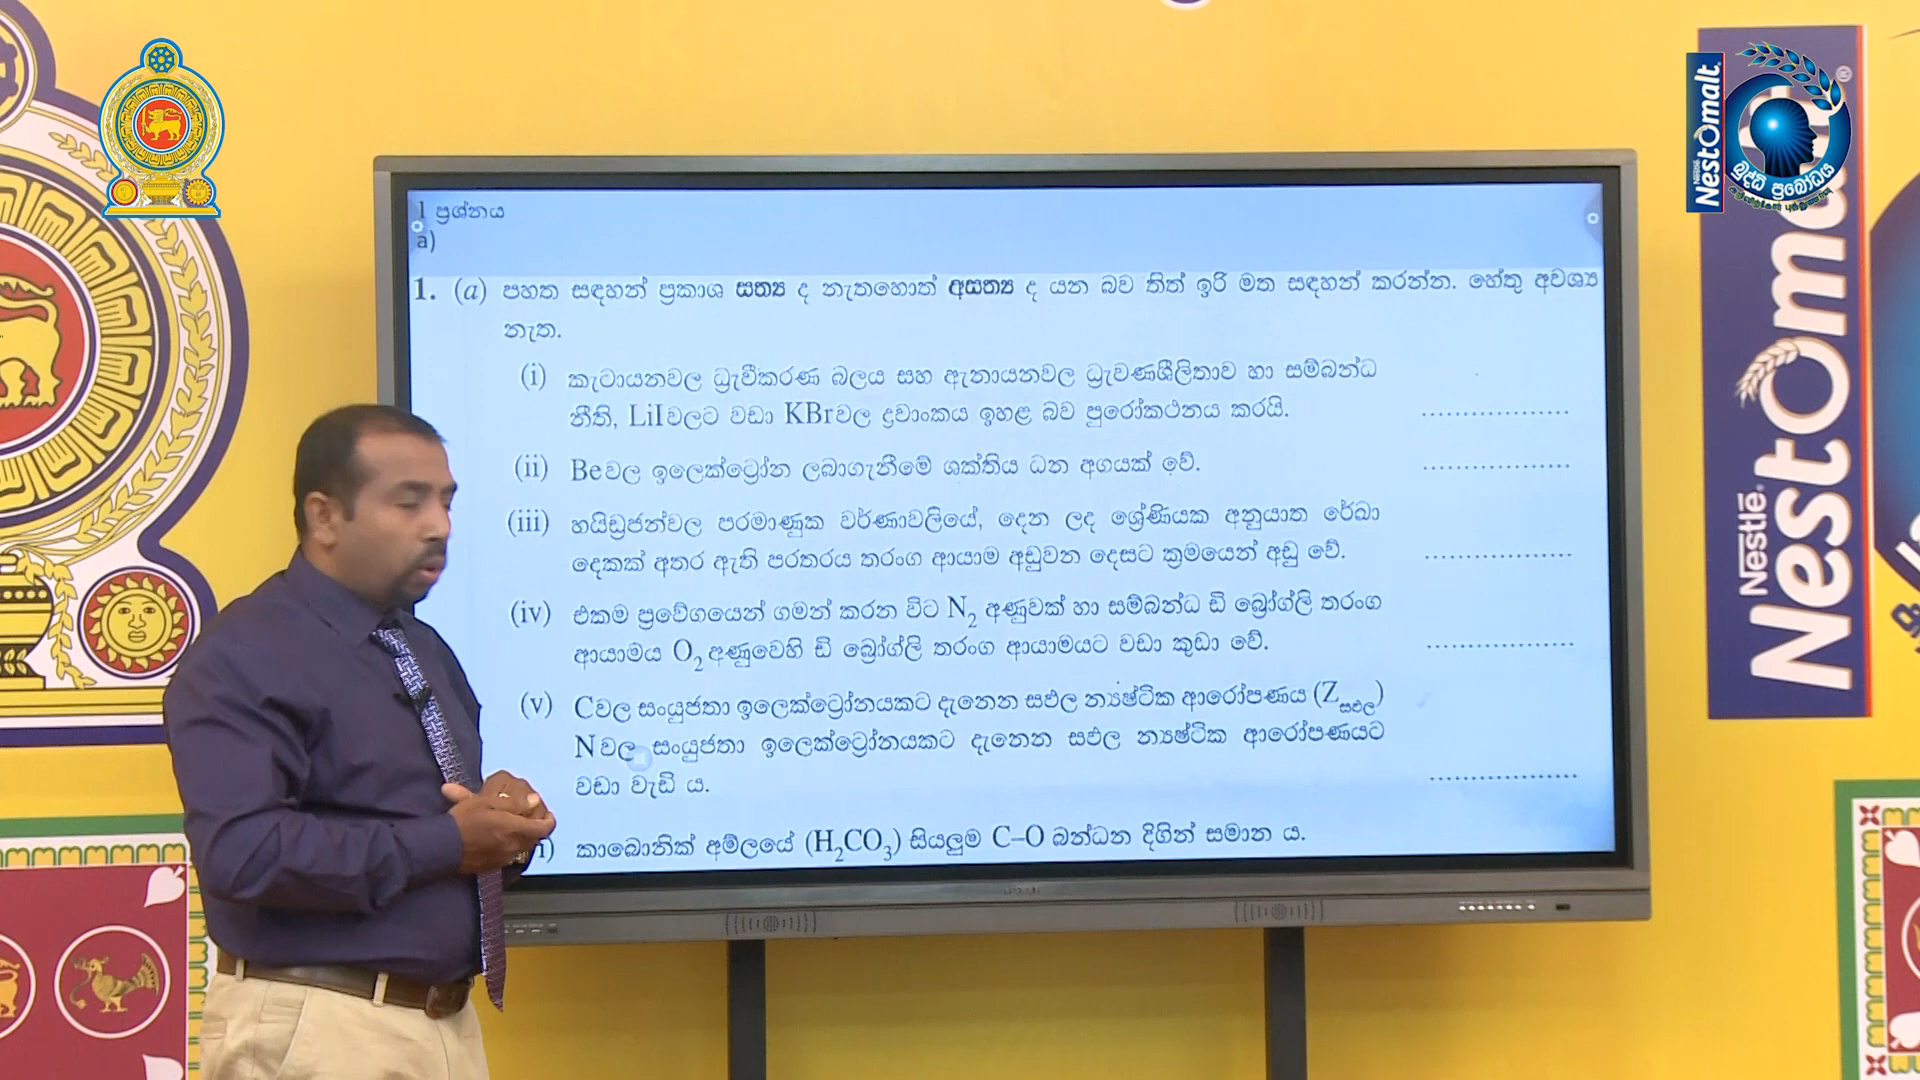 1 ප්‍රශ්නය
a)
1. (a) පහත සඳහන් ප්‍රකාශ සත්‍ය ද නැතහොත් අසත්‍ය ද යන බව තිත් ඉරි මත සඳහන් කරන්න. හේතු අවශ්‍ය
නැත.
(i) කැටායනවල ධ්‍රැවීකරණ බලය සහ ඇනායනවල ධ්‍රැවණශීලිතාව හා සම්බන්ධ
නීති, LiIවලට වඩා KBrවල ද්‍රවාංකය ඉහළ බව පුරෝකථනය කරයි. ....................
(ii) Beවල ඉලෙක්ට්‍රෝන ලබාගැනීමේ ශක්තිය ධන අගයක් වේ. ....................
(iii) හයිඩ්‍රජන්වල පරමාණුක වර්ණාවලියේ, දෙන ලද ශ්‍රේණියක අනුයාත රේඛා
දෙකක් අතර ඇති පරතරය තරංග ආයාම අඩුවන දෙසට ක්‍රමයෙන් අඩු වේ. ....................
(iv) එකම ප්‍රවේගයෙන් ගමන් කරන විට N₂ අණුවක් හා සම්බන්ධ ඩි බ්‍රෝග්ලි තරංග
ආයාමය O₂ අණුවෙහි ඩි බ්‍රෝග්ලි තරංග ආයාමයට වඩා කුඩා වේ. ....................
(v) Cවල සංයුජතා ඉලෙක්ට්‍රෝනයකට දැනෙන සඵල න්‍යෂ්ටික ආරෝපණය (Zසඵල)
Nවල සංයුජතා ඉලෙක්ට්‍රෝනයකට දැනෙන සඵල න්‍යෂ්ටික ආරෝපණයට
වඩා වැඩි ය. ....................
කාබොනික් අම්ලයේ (H₂CO₃) සියලුම C–O බන්ධන දිගින් සමාන ය.
Nestlé
NESTOmalt
බුද්ධි ප්‍රබෝධය
Nestlé
NESTOmalt